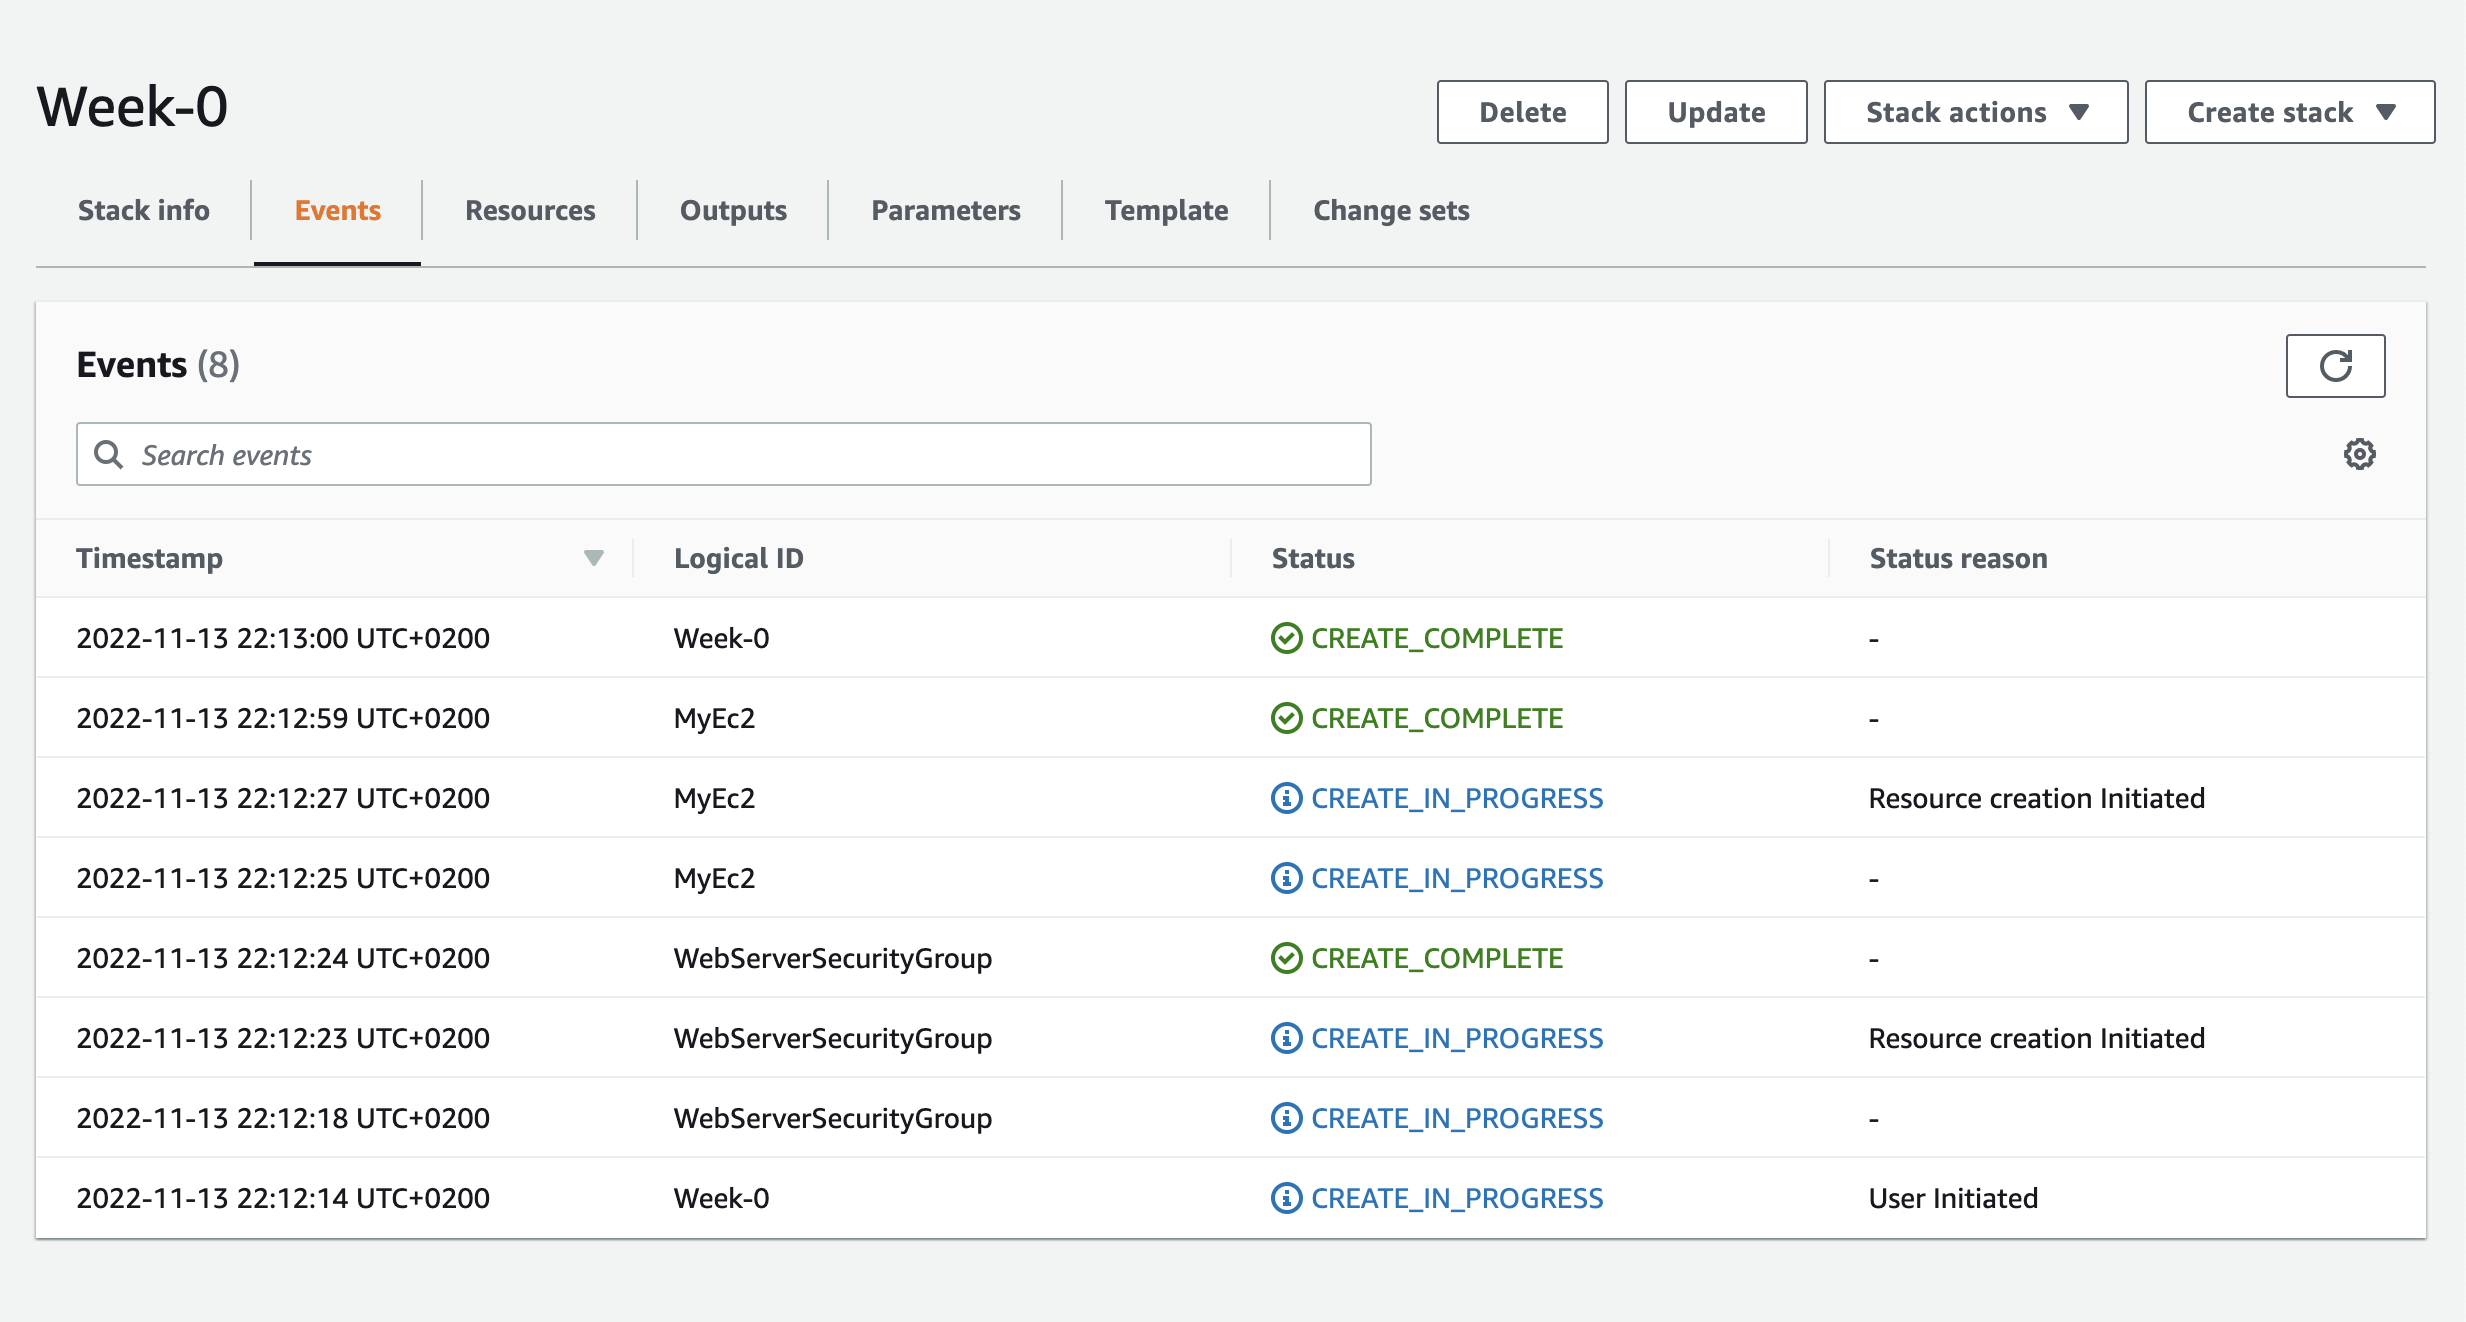 Week-0
Delete Update Stack actions Create stack
Stack info Events Resources Outputs Parameters Template Change sets
Events (8)
Search events
Timestamp Logical ID Status Status reason
2022-11-13 22:13:00 UTC+0200 Week-0 CREATE_COMPLETE -
2022-11-13 22:12:59 UTC+0200 MyEc2 CREATE_COMPLETE -
2022-11-13 22:12:27 UTC+0200 MyEc2 CREATE_IN_PROGRESS Resource creation Initiated
2022-11-13 22:12:25 UTC+0200 MyEc2 CREATE_IN_PROGRESS -
2022-11-13 22:12:24 UTC+0200 WebServerSecurityGroup CREATE_COMPLETE -
2022-11-13 22:12:23 UTC+0200 WebServerSecurityGroup CREATE_IN_PROGRESS Resource creation Initiated
2022-11-13 22:12:18 UTC+0200 WebServerSecurityGroup CREATE_IN_PROGRESS -
2022-11-13 22:12:14 UTC+0200 Week-0 CREATE_IN_PROGRESS User Initiated